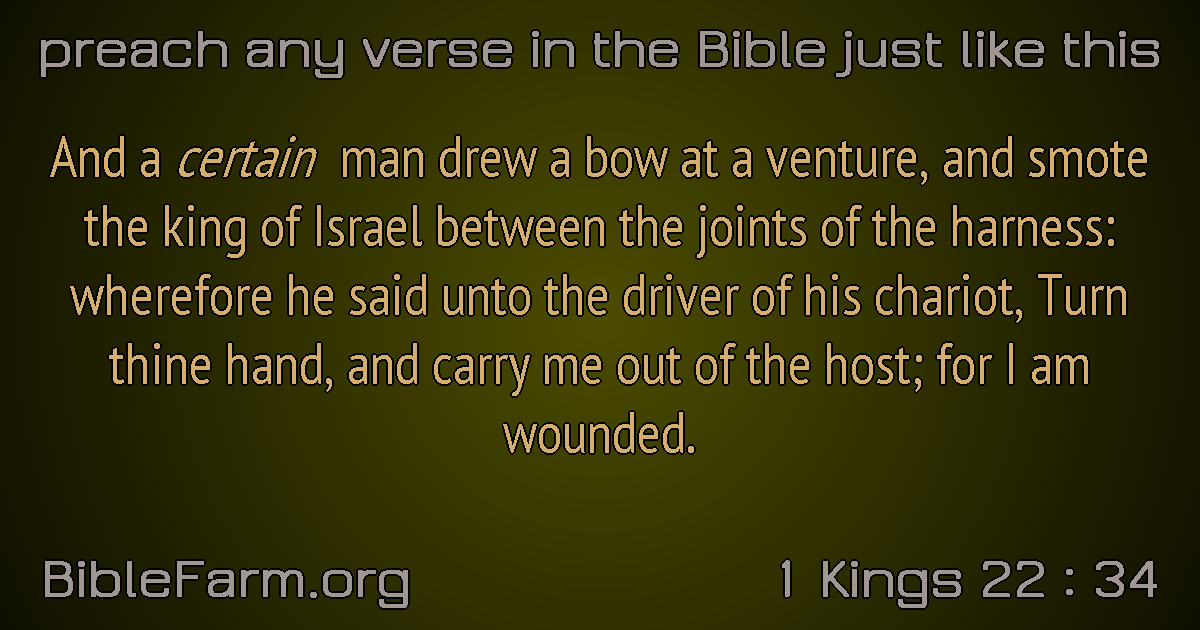 preach any verse in the Bible just like this
And a certain man drew a bow at a venture, and smote
the king of Israel between the joints of the harness:
wherefore he said unto the driver of his chariot, Turn
thine hand, and carry me out of the host; for I am
wounded.
BibleFarm.org
1 Kings 22 : 34